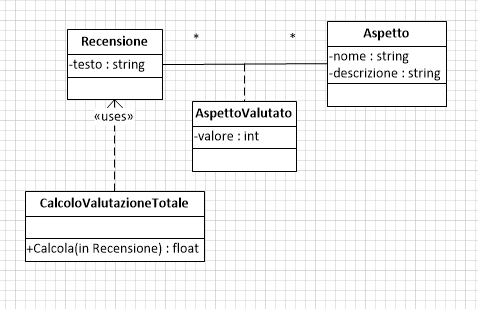 Recensione
-testo : string
*
*
Aspetto
-nome : string
-descrizione : string
«uses»
AspettoValutato
-valore : int
CalcoloValutazioneTotale
+Calcola(in Recensione) : float